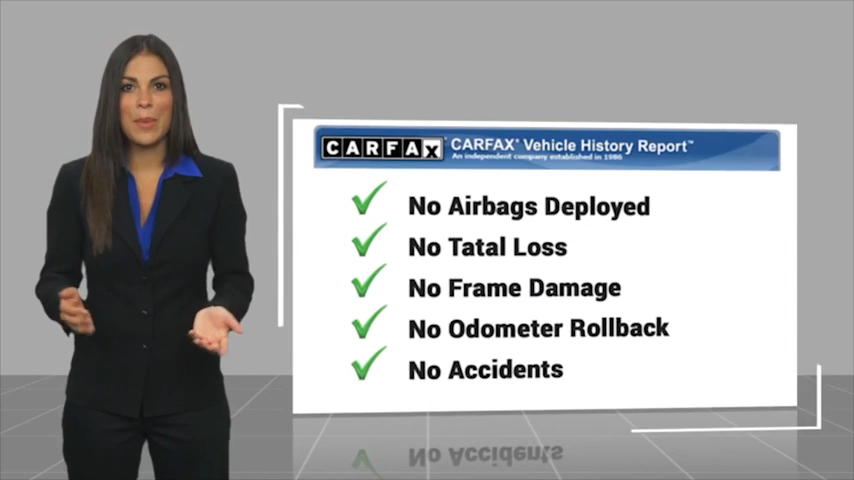 CARFAX CARFAX® Vehicle History Report™
An independent company established in 1986
No Airbags Deployed
No Tatal Loss
No Frame Damage
No Odometer Rollback
No Accidents
No Accidents